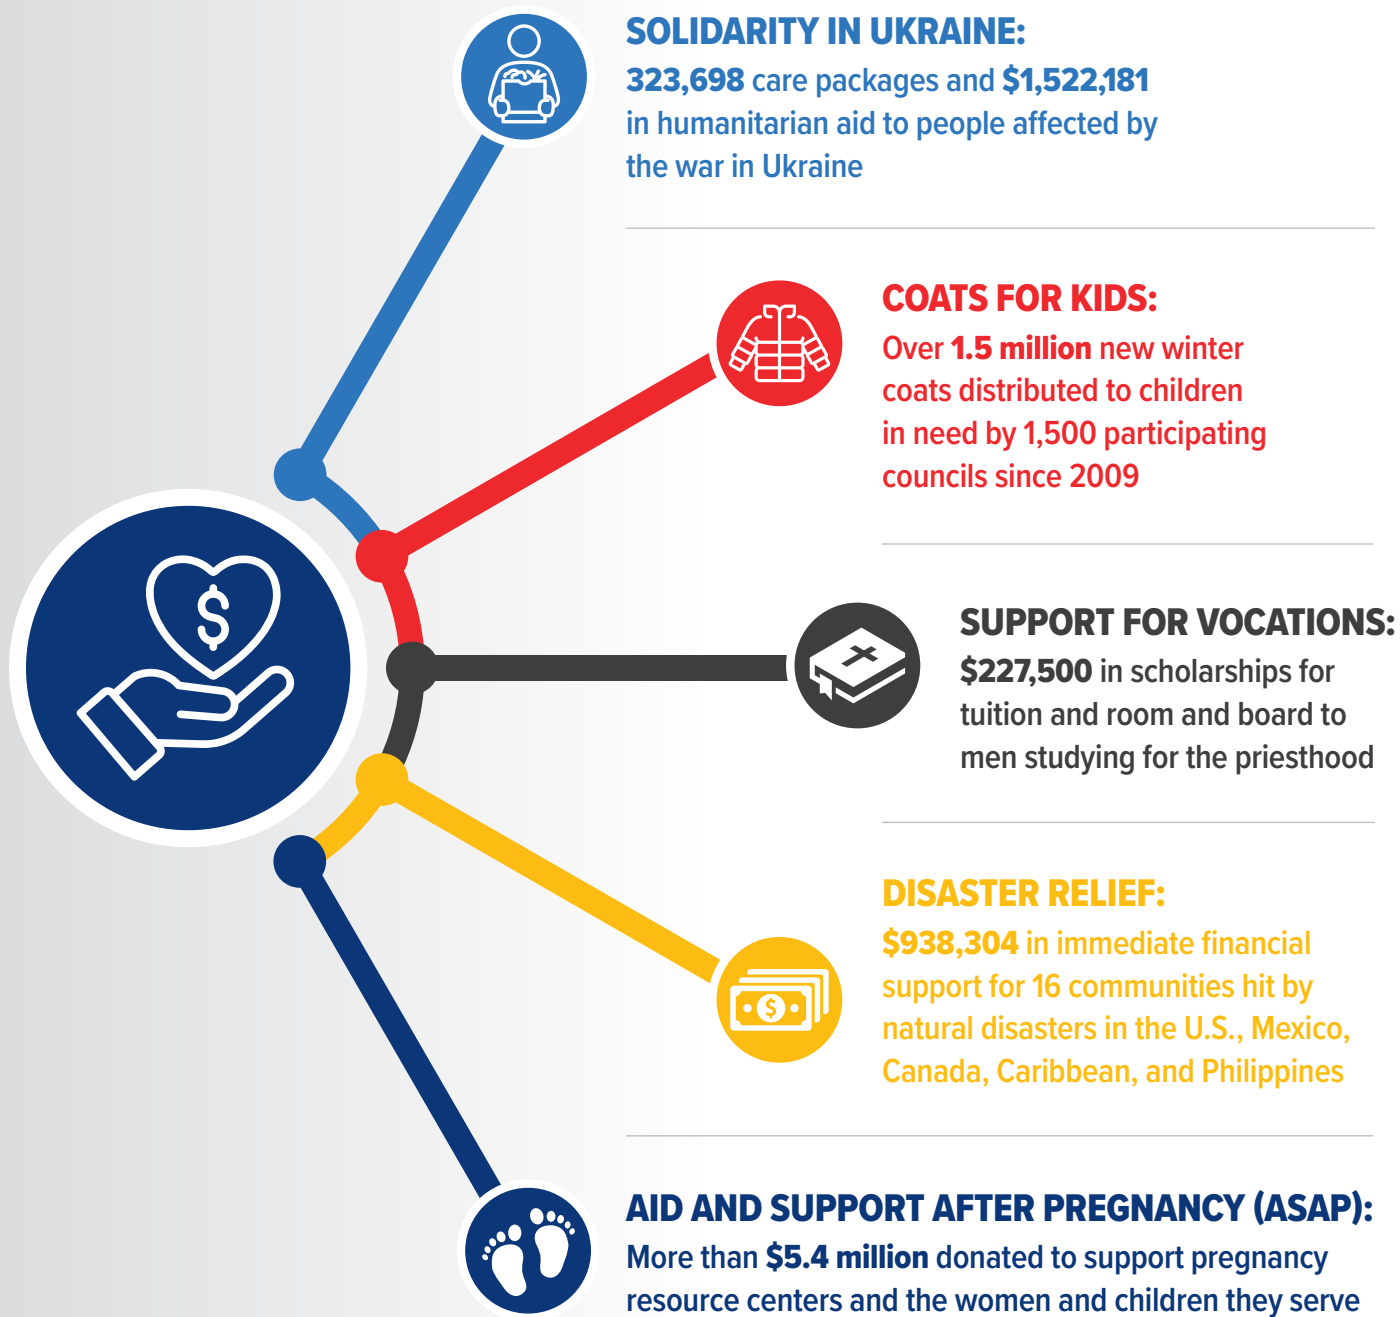 SOLIDARITY IN UKRAINE:
323,698 care packages and $1,522,181
in humanitarian aid to people affected by
the war in Ukraine
COATS FOR KIDS:
Over 1.5 million new winter
coats distributed to children
in need by 1,500 participating
councils since 2009
$
SUPPORT FOR VOCATIONS:
$227,500 in scholarships for
tuition and room and board to
men studying for the priesthood
DISASTER RELIEF:
$938,304 in immediate financial
support for 16 communities hit by
natural disasters in the U.S., Mexico,
Canada, Caribbean, and Philippines
$
AID AND SUPPORT AFTER PREGNANCY (ASAP):
More than $5.4 million donated to support pregnancy
resource centers and the women and children they serve